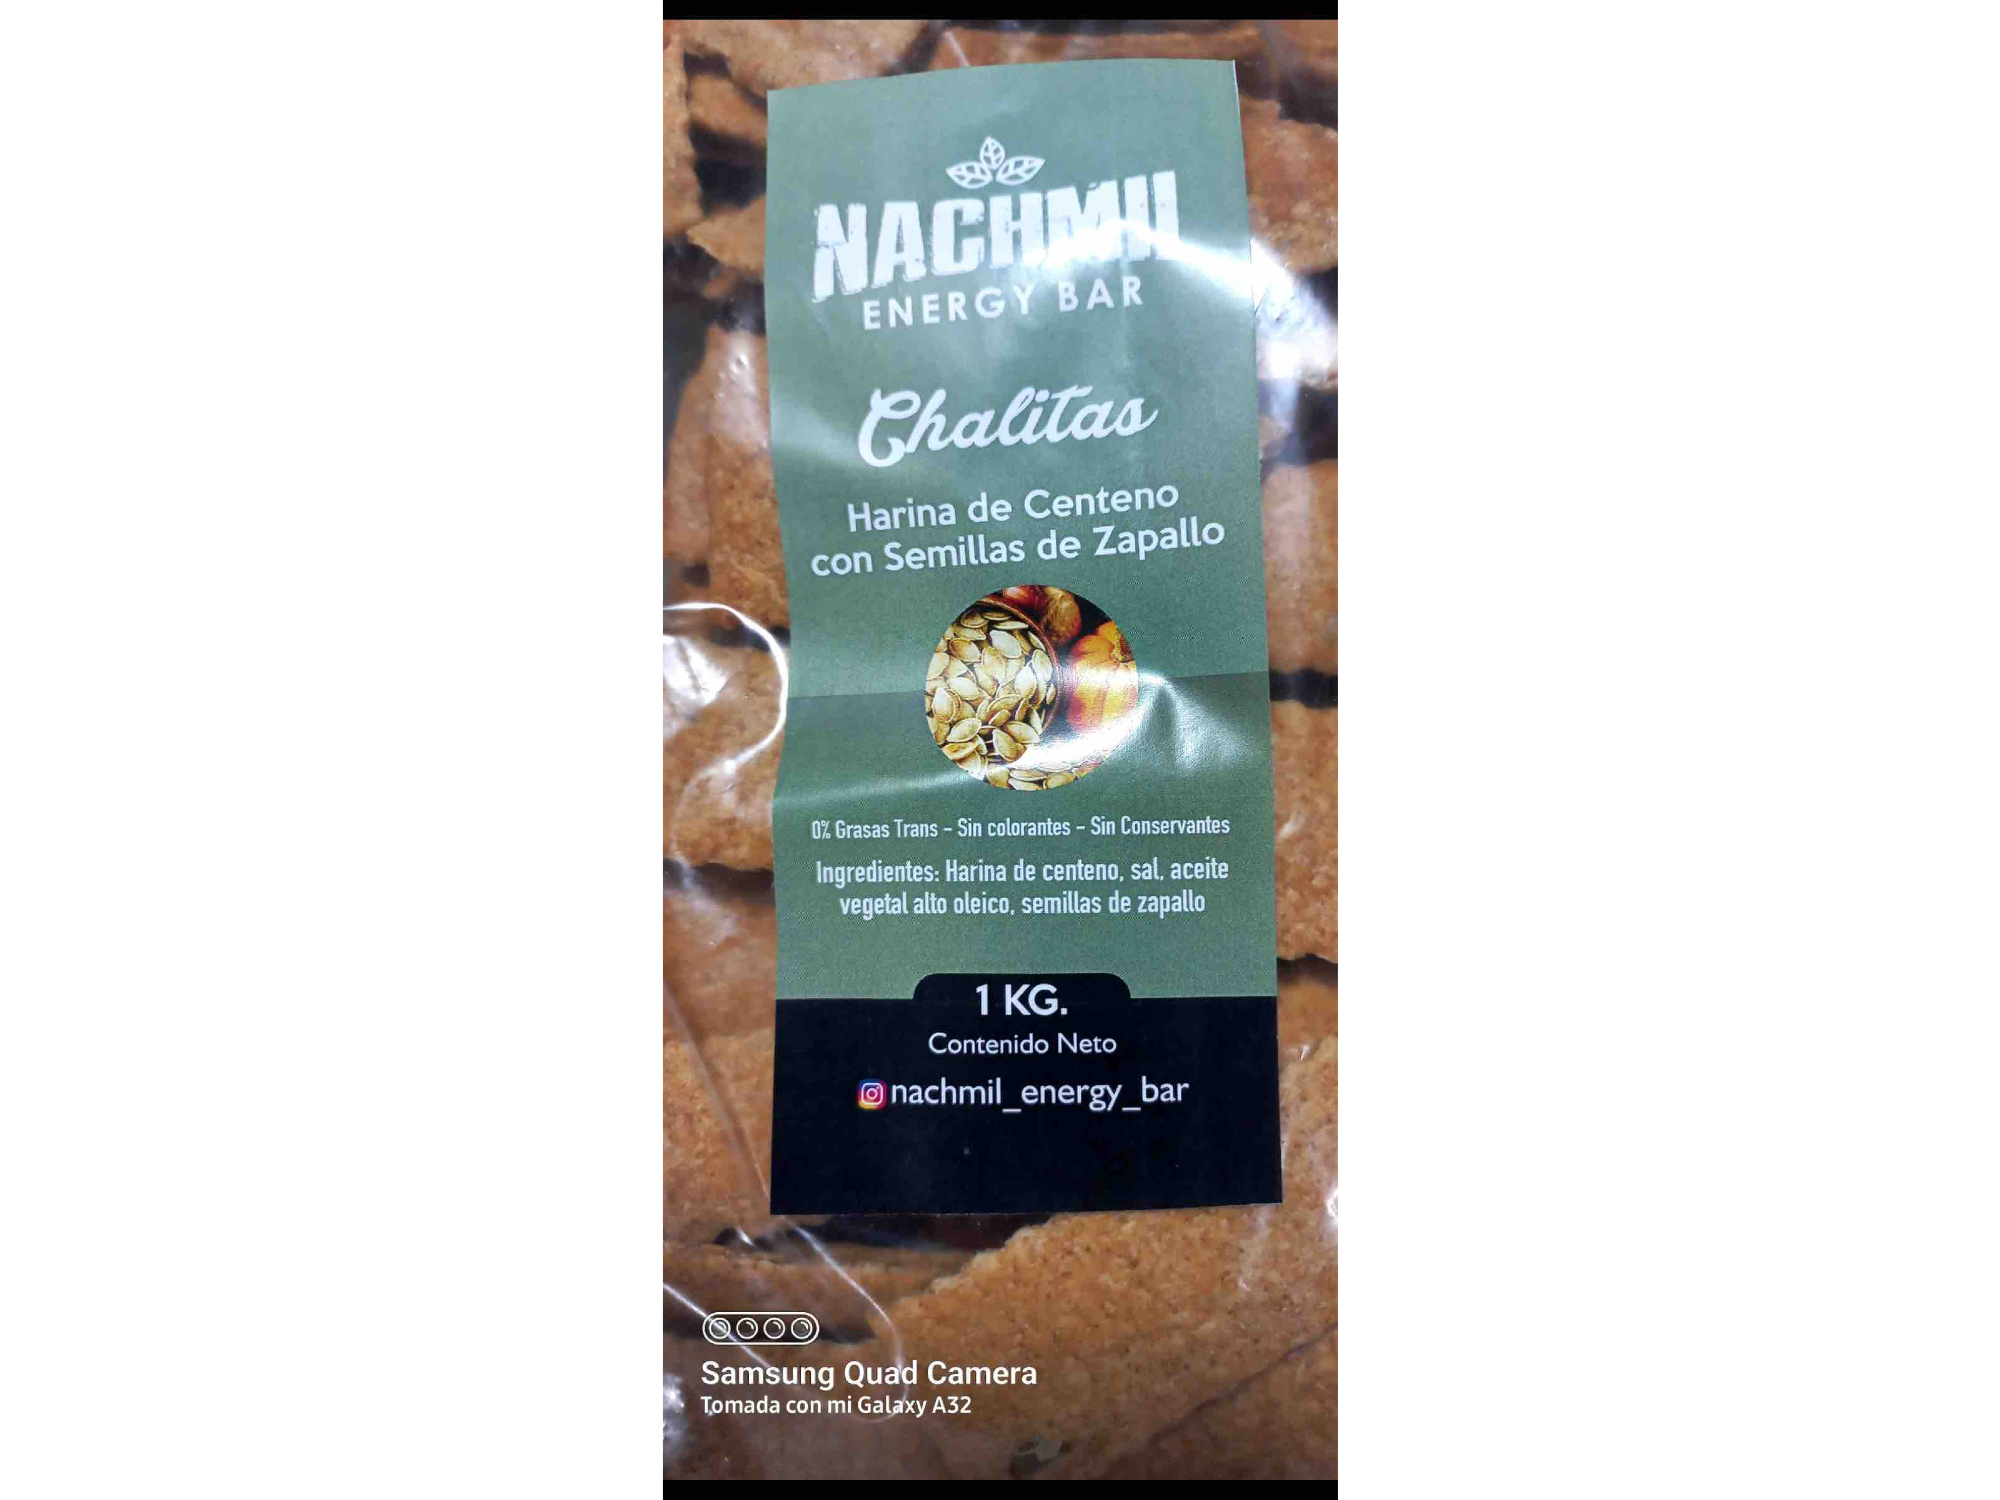 NACHMIL
ENERGY BAR
Chalitas
Harina de Centeno
con Semillas de Zapallo
0% Grasas Trans - Sin colorantes - Sin Conservantes
Ingredientes: Harina de centeno, sal, aceite
vegetal alto oleico, semillas de zapallo
1 KG.
Contenido Neto
nachmil_energy_bar
Samsung Quad Camera
Tomada con mi Galaxy A32